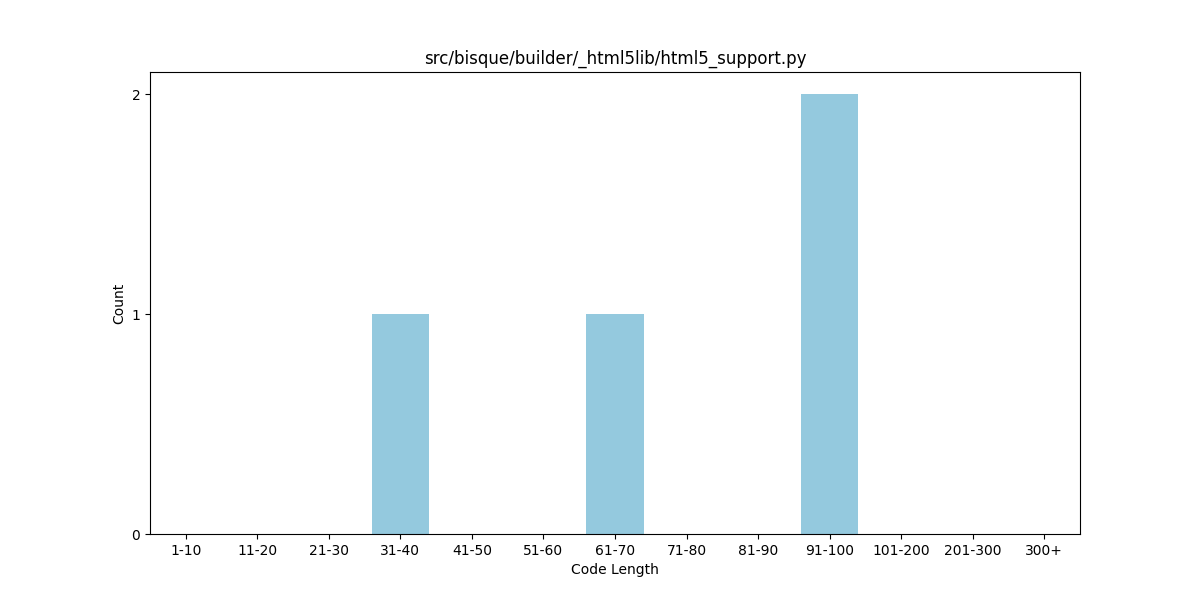 src/bisque/builder/_html5lib/html5_support.py
2
1
0
Count
1-10 11-20 21-30 31-40 41-50 51-60 61-70 71-80 81-90 91-100 101-200 201-300 300+
Code Length